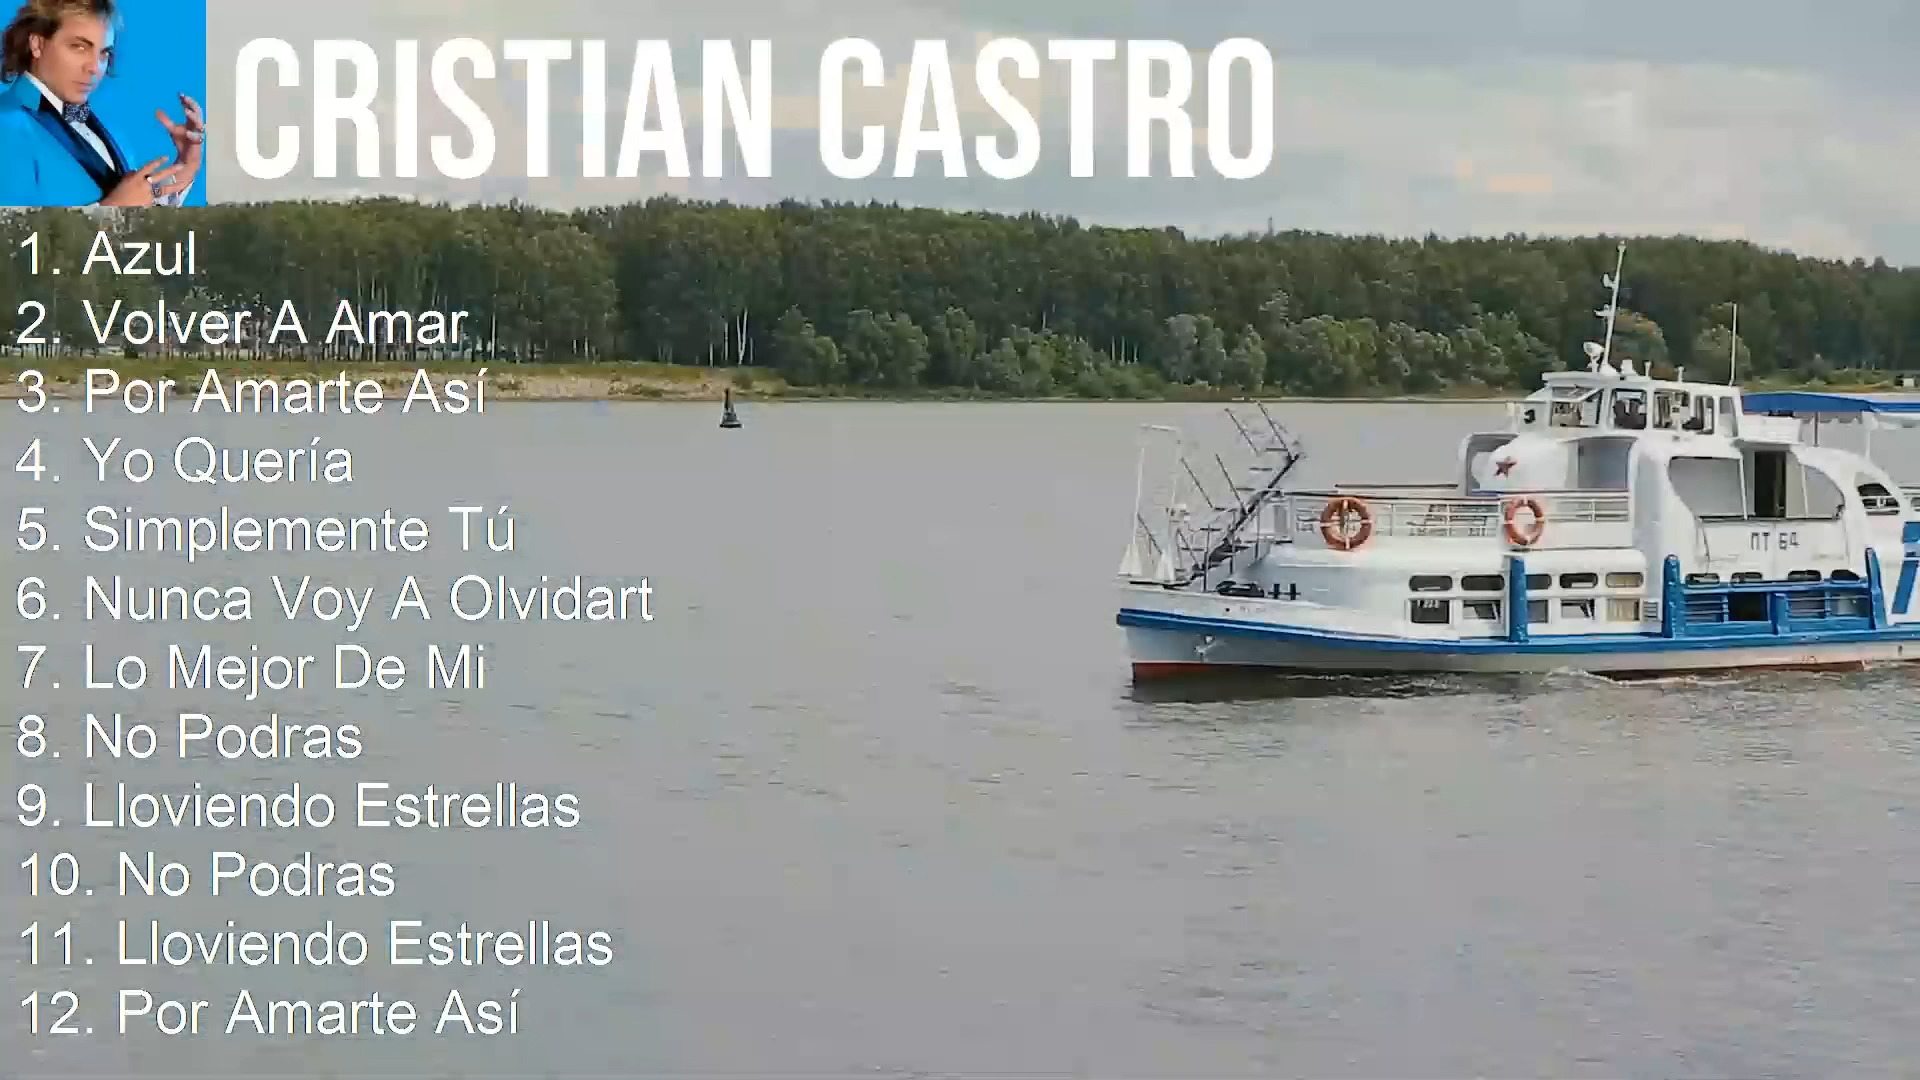 CRISTIAN CASTRO
1. Azul
2. Volver A Amar
3. Por Amarte Así
4. Yo Quería
5. Simplemente Tú
6. Nunca Voy A Olvidart
7. Lo Mejor De Mi
8. No Podras
9. Lloviendo Estrellas
10. No Podras
11. Lloviendo Estrellas
12. Por Amarte Así
ПТ 64